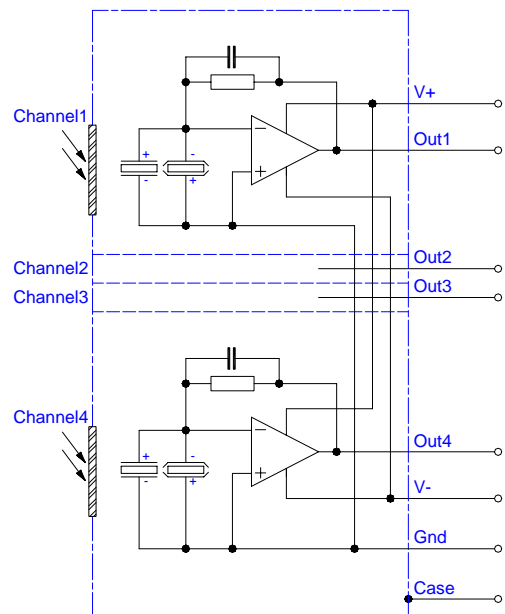 V+
Channel1
Out1
+ - -
- + +
Out2
Channel2
Out3
Channel3
Out4
Channel4
+ - -
- + +
V-
Gnd
Case